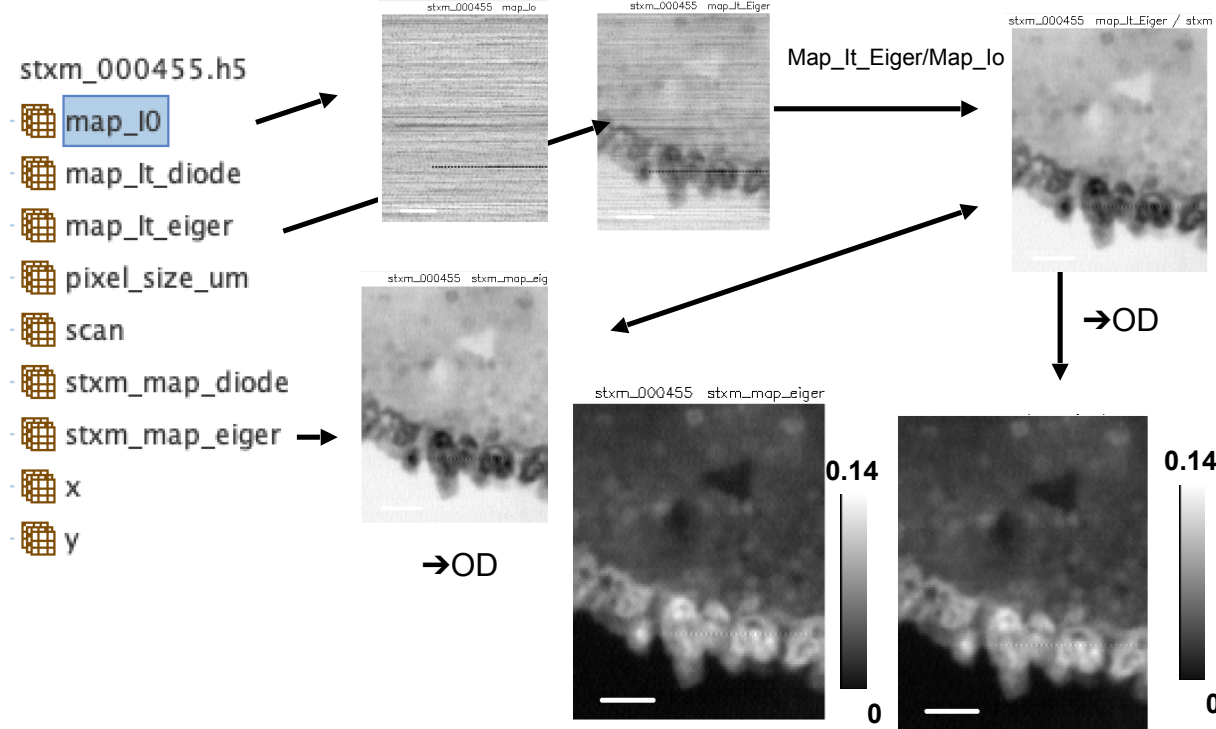 stxm_000455 map_Io
stxm_000455 map_It_Eiger
stxm_000455 map_It_Eiger / stxm
stxm_000455.h5
Map_It_Eiger/Map_Io
map_I0
map_It_diode
map_It_eiger
pixel_size_um
scan
stxm_map_diode
stxm_map_eiger
x
y
stxm_000455 stxm_map_eig
➔OD
➔OD
stxm_000455 stxm_map_eiger
0.14
0.14
0
0